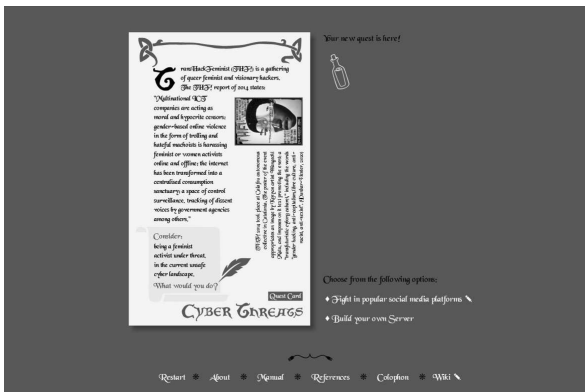 Your new quest is here!
TransHackFeminist (THF) is a gathering
of queer feminist and visionary hackers.
The THF! report of 2014 states:
"Multinational ICT
companies are acting as
moral and hypocrite censors;
gender-based online violence
in the form of trolling and
hateful machoists is harassing
feminist or women activists
online and offline; the internet
has been transformed into a
centralised consumption
sanctuary; a space of control
surveillance, tracking of dissent
voices by government agencies
among others."
Consider:
being a feminist
activist under threat,
in the current unsafe
cyber landscape,
What would you do?
Quest Card
Cyber Threats
Choose from the following options:
Fight in popular social media platforms
Build your own Server
Restart
About
Manual
References
Colophon
Wiki